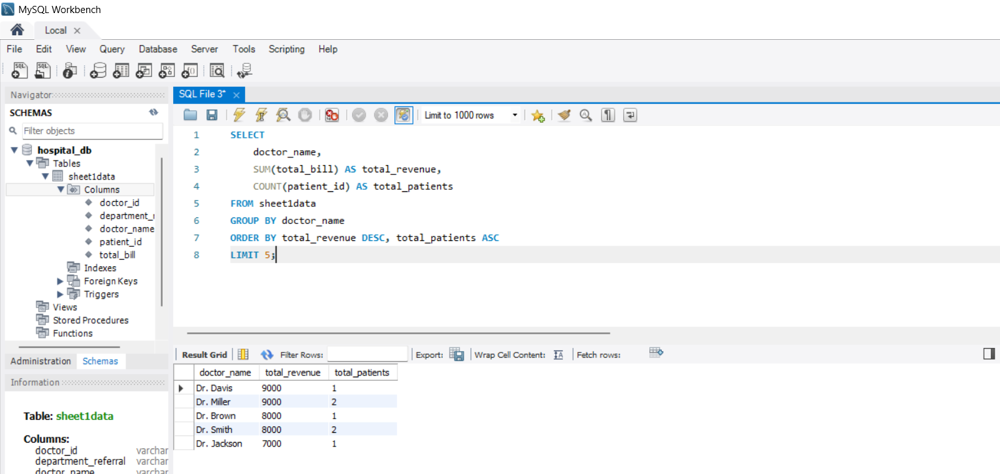 MySQL Workbench
Local
File Edit View Query Database Server Tools Scripting Help
Navigator
SCHEMAS
Filter objects
hospital_db
Tables
sheet1data
Columns
doctor_id
department_
doctor_name
patient_id
total_bill
Indexes
Foreign Keys
Triggers
Views
Stored Procedures
Functions
Administration Schemas
Information
Table: sheet1data
Columns:
doctor_id varchar
department_referral varchar
doctor_name varchar
SQL File 3*
Limit to 1000 rows
1 SELECT
2 doctor_name,
3 SUM(total_bill) AS total_revenue,
4 COUNT(patient_id) AS total_patients
5 FROM sheet1data
6 GROUP BY doctor_name
7 ORDER BY total_revenue DESC, total_patients ASC
8 LIMIT 5;
Result Grid Filter Rows: Export: Wrap Cell Content: Fetch rows:
doctor_name total_revenue total_patients
Dr. Davis 9000 1
Dr. Miller 9000 2
Dr. Brown 8000 1
Dr. Smith 8000 2
Dr. Jackson 7000 1